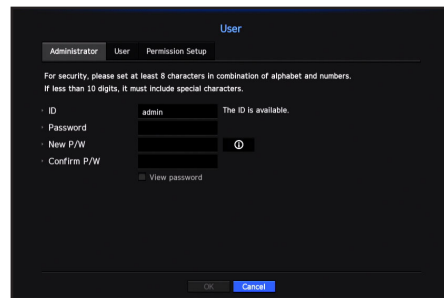 User
Administrator User Permission Setup
For security, please set at least 8 characters in combination of alphabet and numbers.
If less than 10 digits, it must include special characters.
ID admin The ID is available.
Password
New P/W
Confirm P/W
View password
OK Cancel